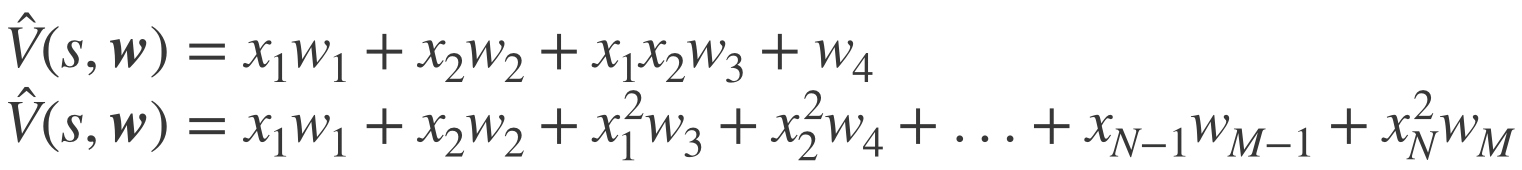 V̂(s, w) = x₁w₁ + x₂w₂ + x₁x₂w₃ + w₄
V̂(s, w) = x₁w₁ + x₂w₂ + x₁²w₃ + x₂²w₄ + … + x_{N−1}w_{M−1} + x_N²w_M